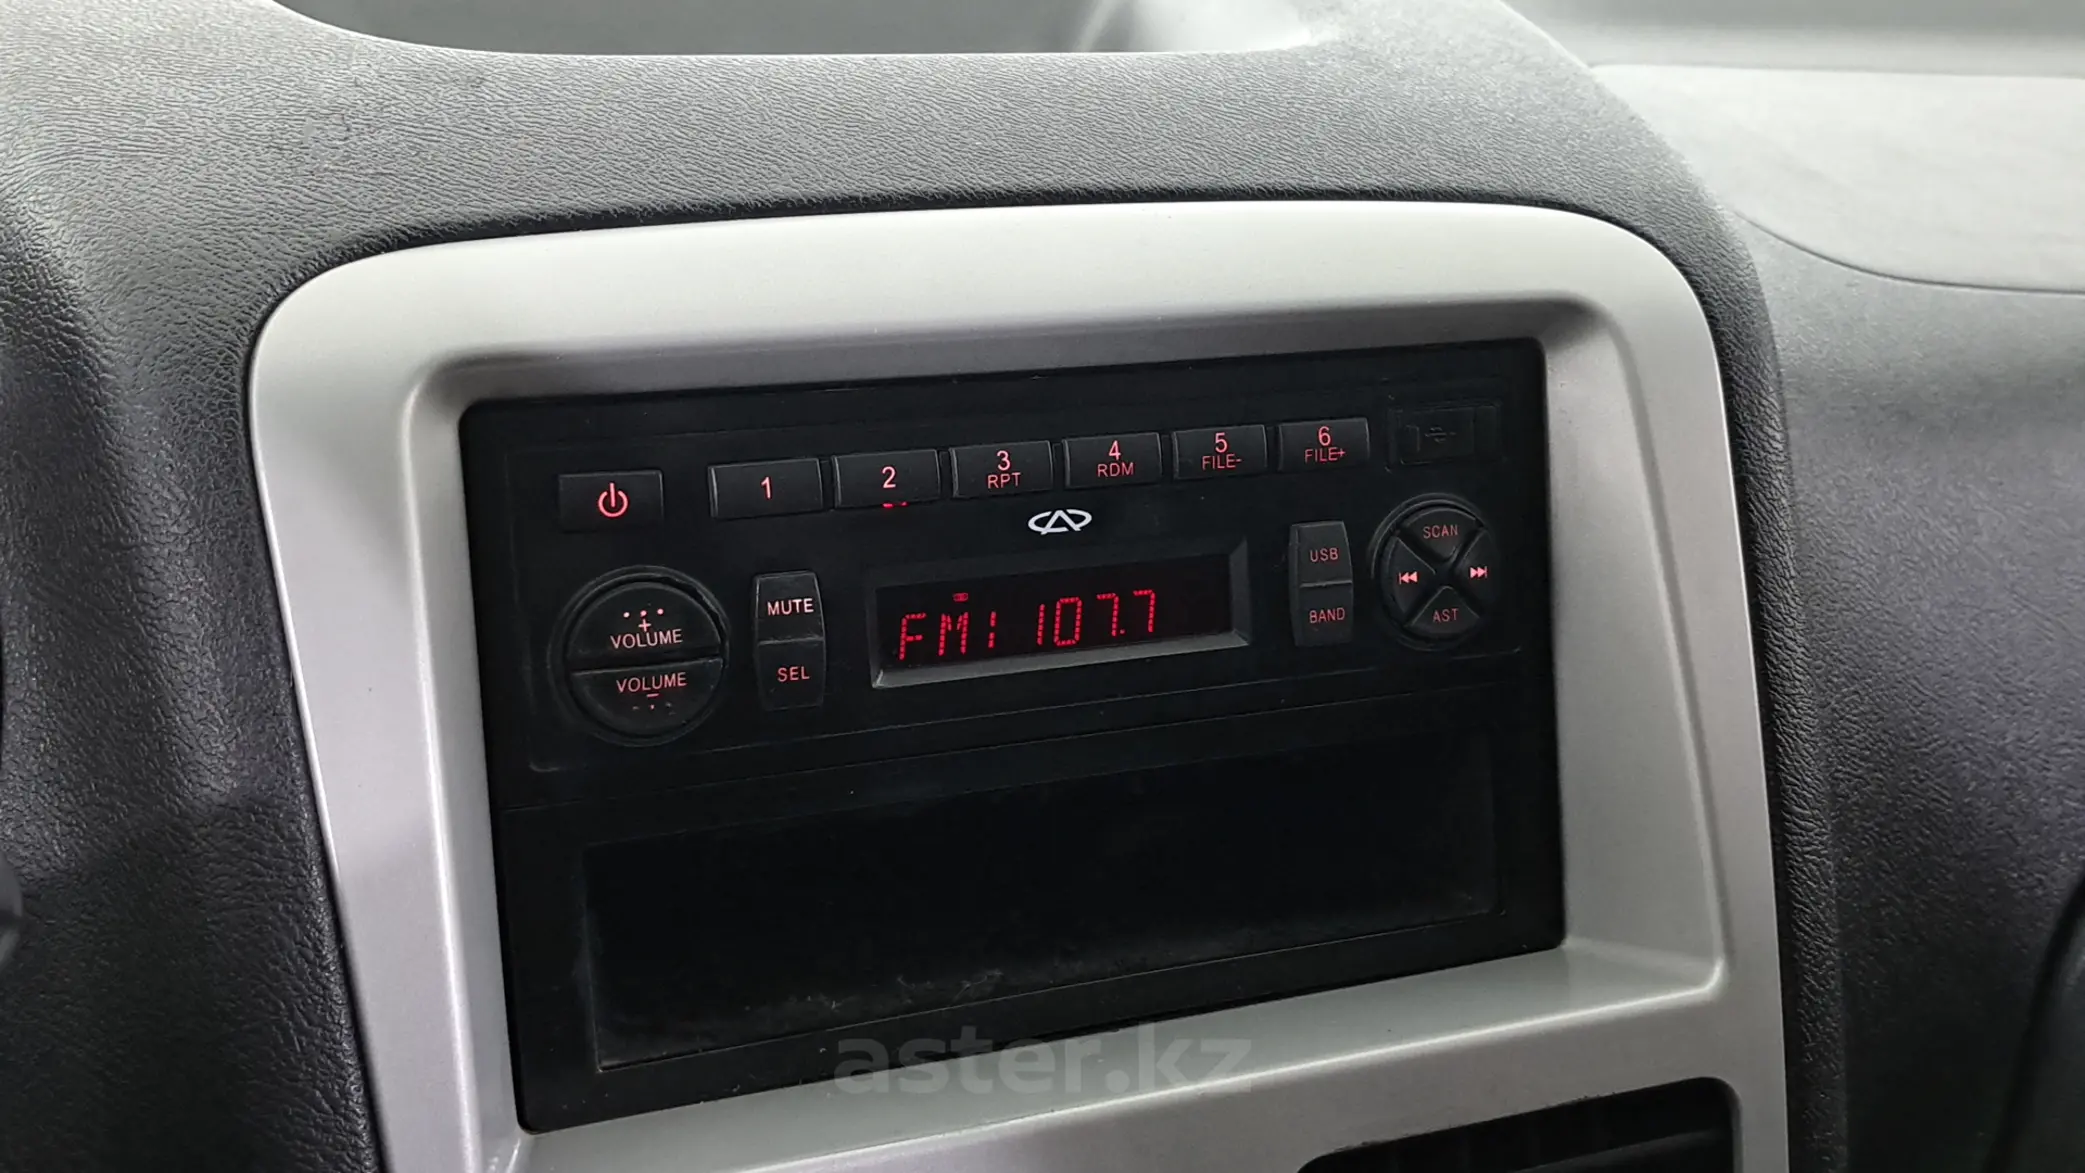 1
2
3
RPT
4
RDM
5
FILE-
6
FILE+
+
VOLUME
VOLUME
-
MUTE
SEL
FM1 107.7
USB
BAND
SCAN
AST
aster.kz